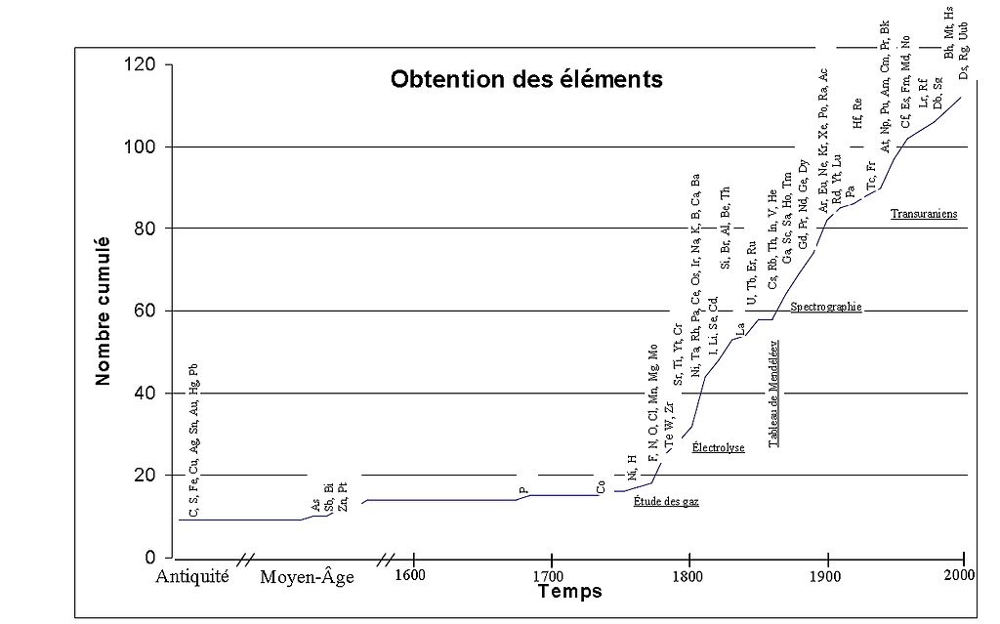 Obtention des éléments
Nombre cumulé
120
100
80
60
40
20
0
C, S, Fe, Cu, Ag, Sn, Au, Hg, Pb
As
Sb, Bi
Zn, Pt
P
Co
Ni, H
F, N, O, Cl, Mn, Mg, Mo
Te W, Zr
Sr, Ti, Yt, Cr
Ni, Ta, Rh, Pa, Ce, Os, Ir, Na, K, B, Ca, Ba
I, Li, Se, Cd,
Si, Br, Al, Be, Th
La
U, Tb, Er, Ru
Cs, Rb, Th, In, V, He
Ga, Sc, Sa, Ho, Tm
Gd, Pr, Nd, Ge, Dy
Ar, Eu, Ne, Kr, Xe, Po, Ra, Ac
Rd, Yt, Lu
Pa
Hf, Re
Tc, Fr
At, Np, Pu, Am, Cm, Pr, Bk
Cf, Es, Fm, Md, No
Lr, Rf
Db, Sg
Bh, Mt, Hs
Ds, Rg, Uub
Étude des gaz
Électrolyse
Tableau de Mendéléev
Spectrographie
Transuraniens
Antiquité
Moyen-Âge
1600
1700
1800
1900
2000
Temps